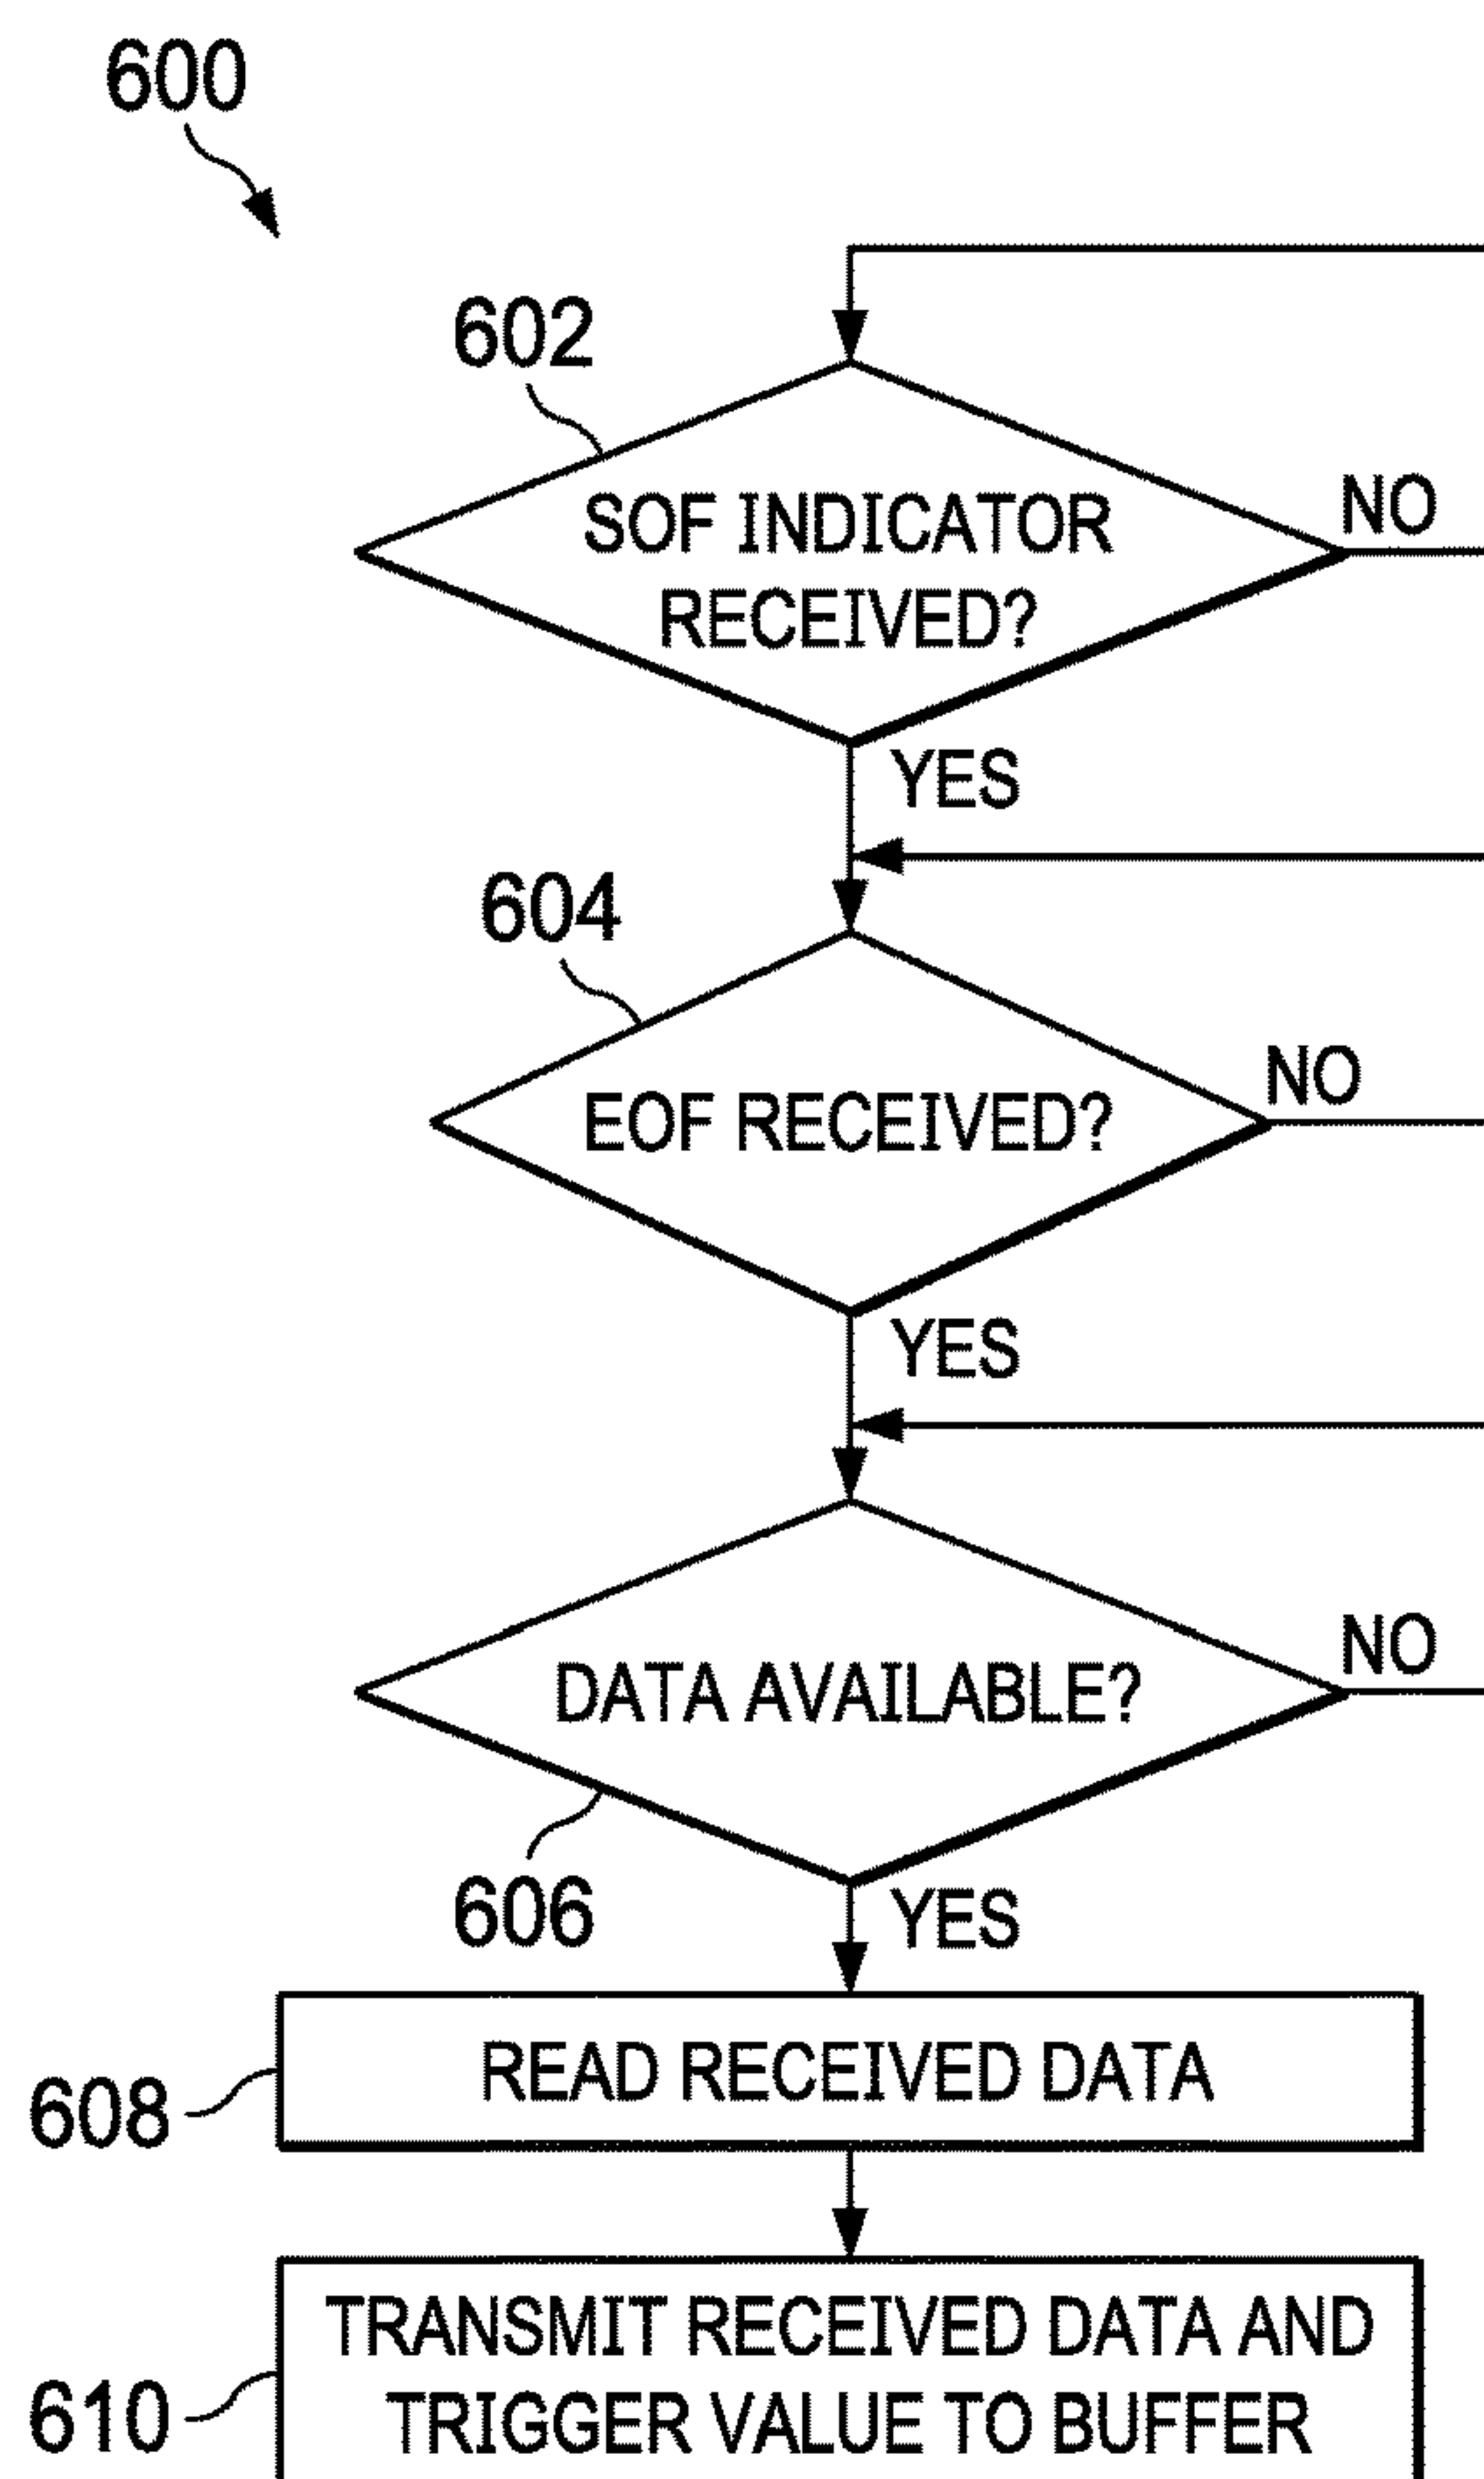 600
602
SOF INDICATOR
RECEIVED?
NO
YES
604
EOF RECEIVED?
NO
YES
DATA AVAILABLE?
NO
606
YES
READ RECEIVED DATA
608
TRANSMIT RECEIVED DATA AND
TRIGGER VALUE TO BUFFER
610